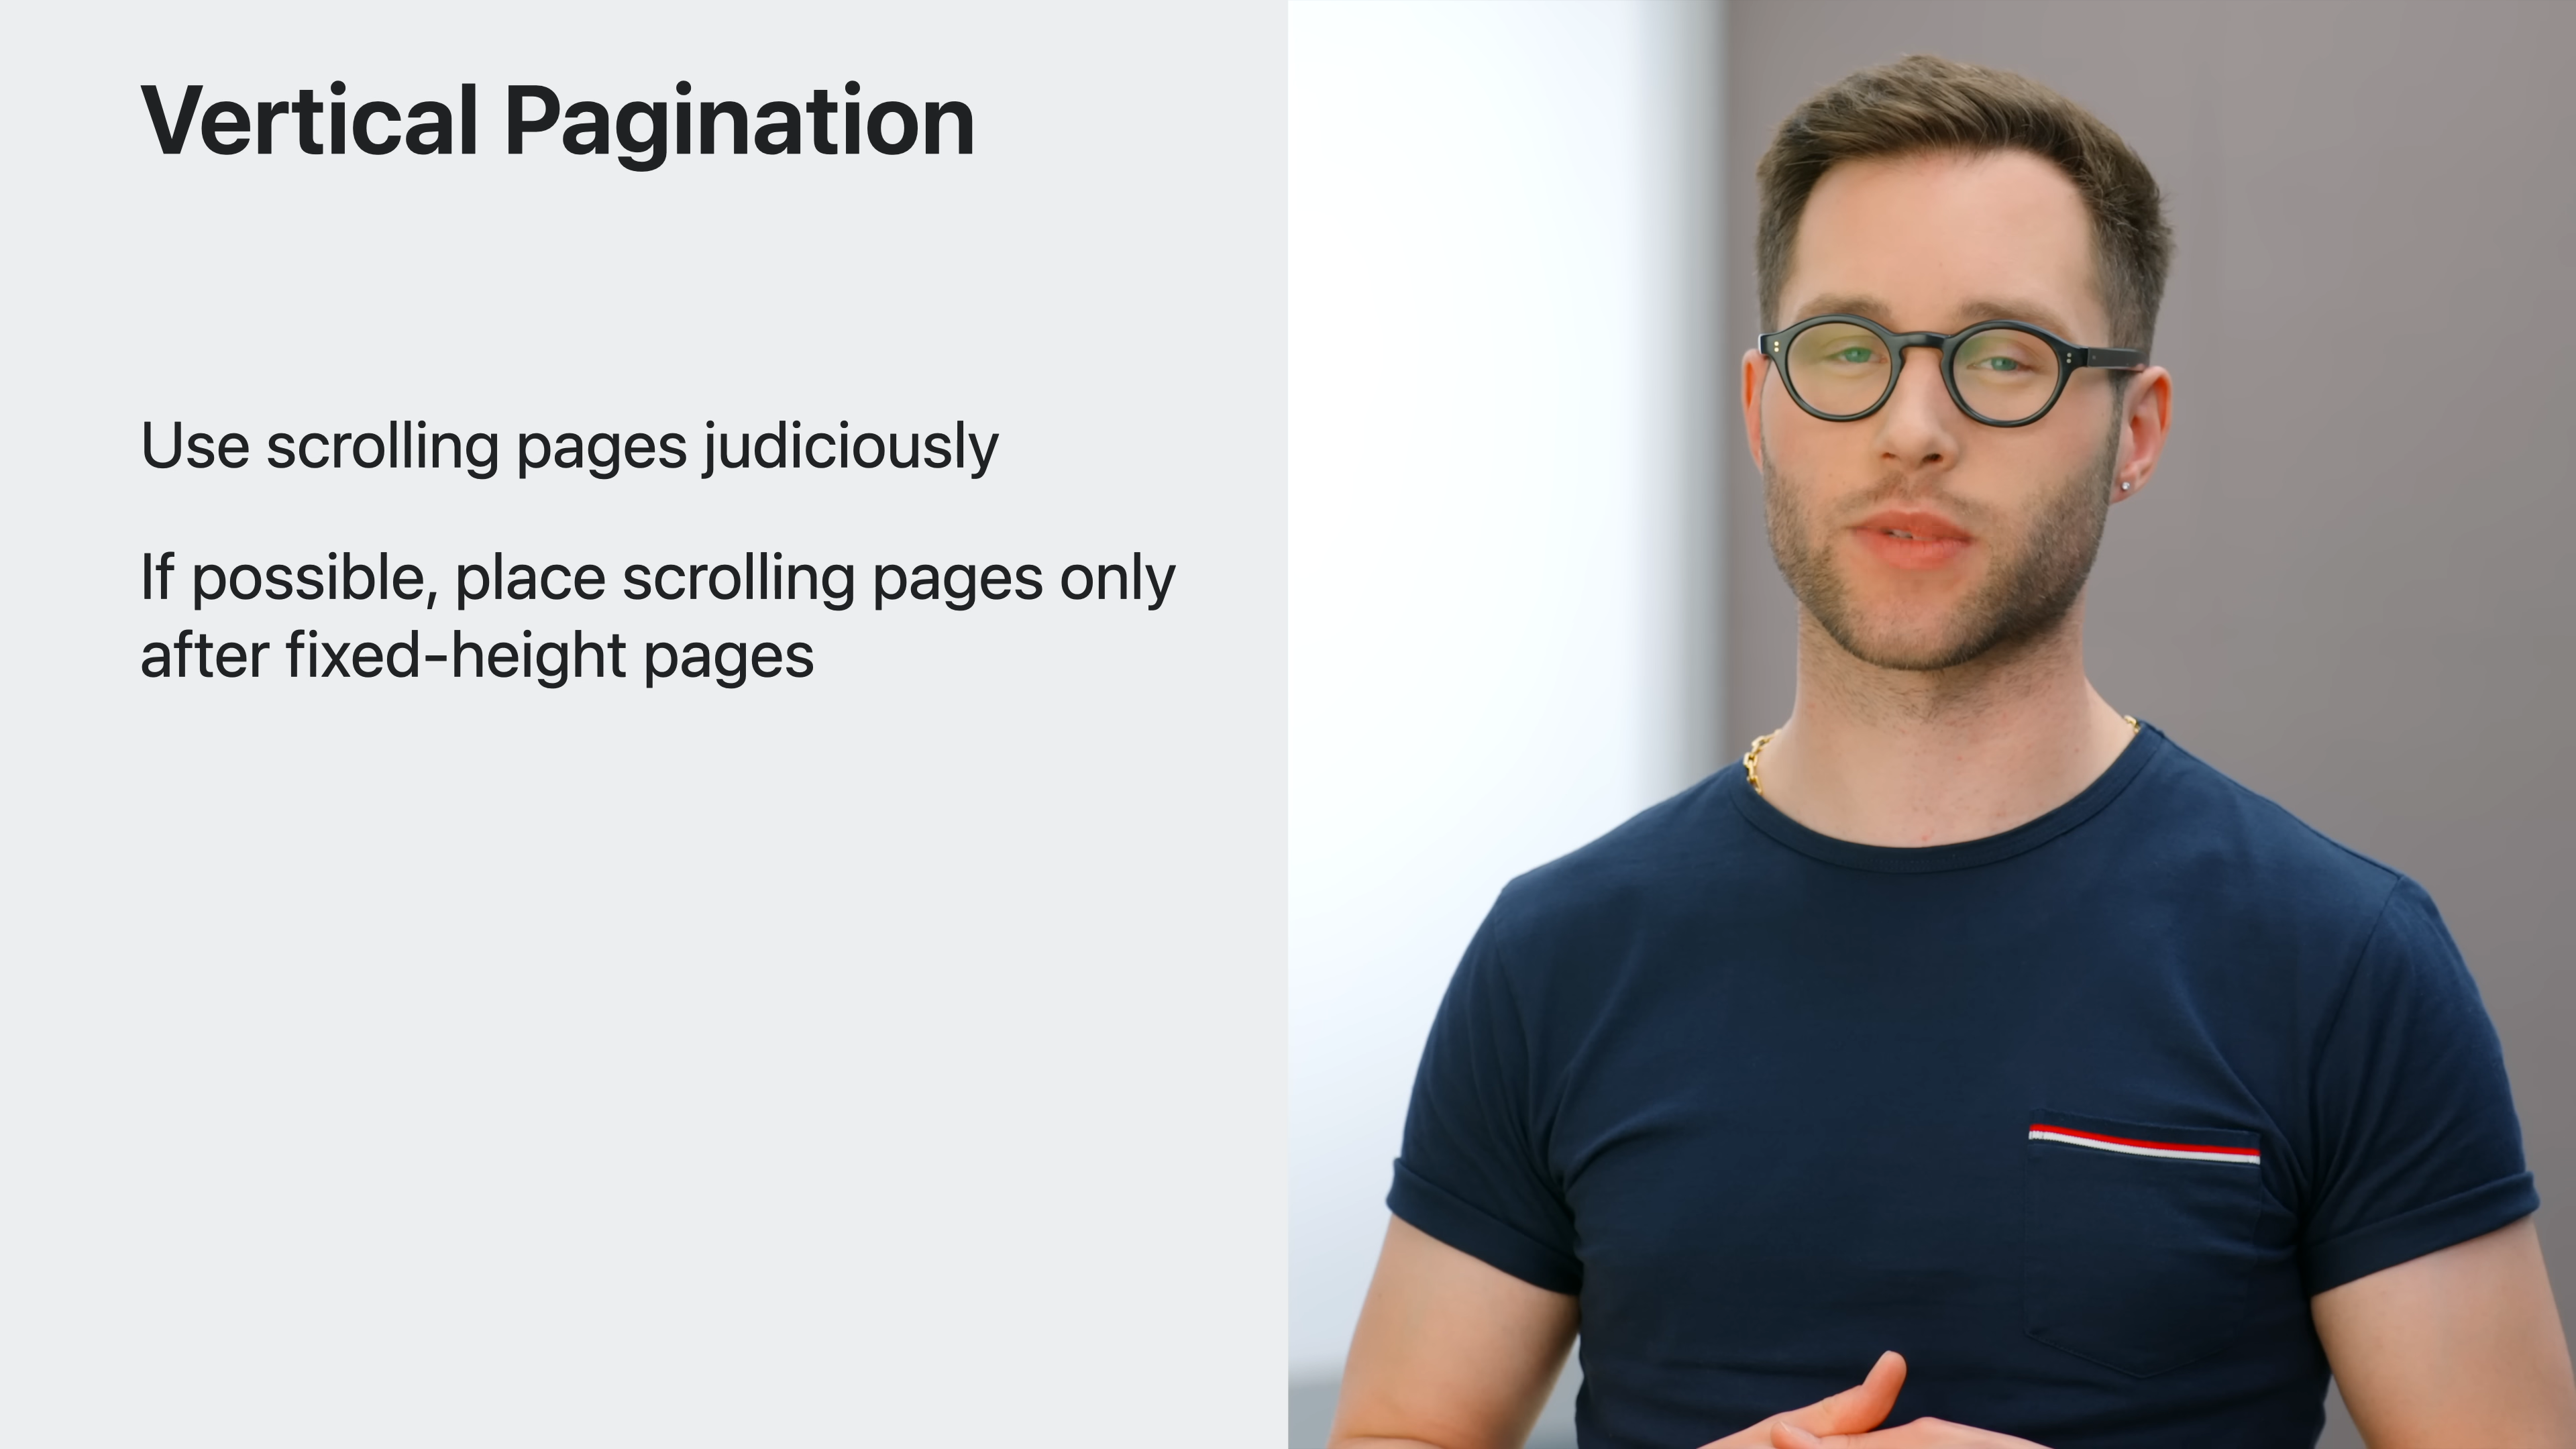 Vertical Pagination
Use scrolling pages judiciously
If possible, place scrolling pages only
after fixed-height pages